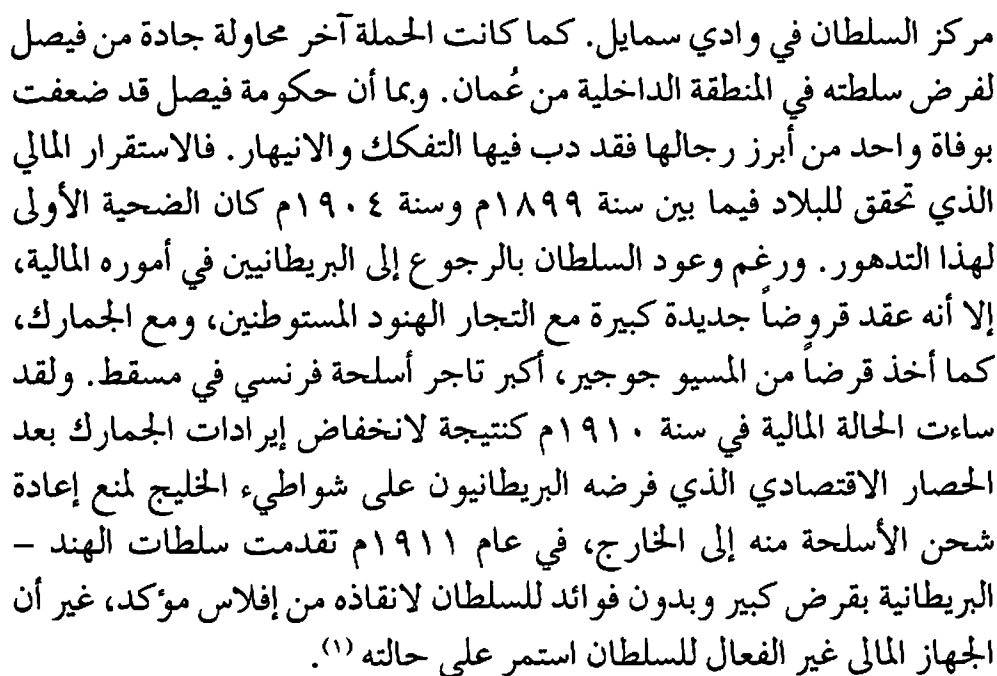 مركز السلطان في وادي سمايل. كما كانت الحملة آخر محاولة جادة من فيصل
لفرض سلطته في المنطقة الداخلية من عُمان. وبما أن حكومة فيصل قد ضعفت
بوفاة واحد من أبرز رجالها فقد دب فيها التفكك والانهيار. فالاستقرار المالي
الذي تحقق للبلاد فيما بين سنة ١٨٩٩م وسنة ١٩٠٤م كان الضحية الأولى
لهذا التدهور. ورغم وعود السلطان بالرجوع إلى البريطانيين في أموره المالية،
إلا أنه عقد قروضاً جديدة كبيرة مع التجار الهنود المستوطنين، ومع الجمارك،
كما أخذ قرضاً من المسيو جوجير، أكبر تاجر أسلحة فرنسي في مسقط. ولقد
ساءت الحالة المالية في سنة ١٩١٠م كنتيجة لانخفاض إيرادات الجمارك بعد
الحصار الاقتصادي الذي فرضه البريطانيون على شواطيء الخليج لمنع إعادة
شحن الأسلحة منه إلى الخارج، في عام ١٩١١م تقدمت سلطات الهند –
البريطانية بقرض كبير وبدون فوائد للسلطان لانقاذه من إفلاس مؤكد، غير أن
الجهاز المالى غير الفعال للسلطان استمر على حالته (١).